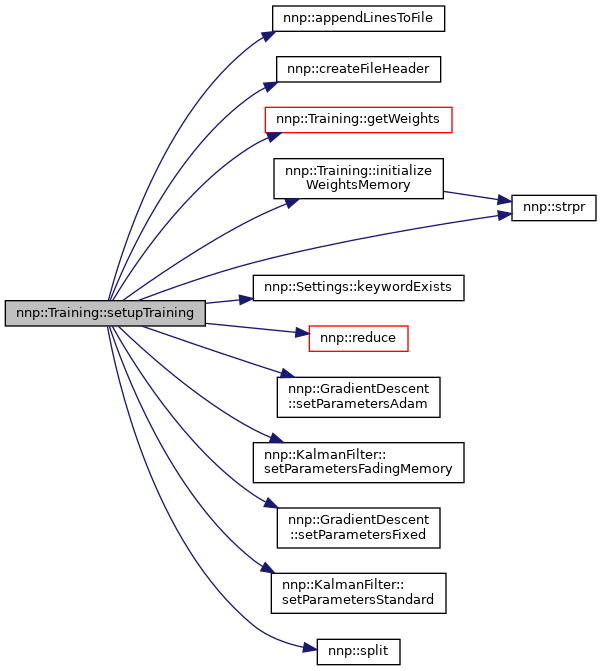 nnp::appendLinesToFile
nnp::createFileHeader
nnp::Training::getWeights
nnp::Training::initialize
WeightsMemory
nnp::strpr
nnp::Settings::keywordExists
nnp::Training::setupTraining
nnp::reduce
nnp::GradientDescent
::setParametersAdam
nnp::KalmanFilter::
setParametersFadingMemory
nnp::GradientDescent
::setParametersFixed
nnp::KalmanFilter::
setParametersStandard
nnp::split